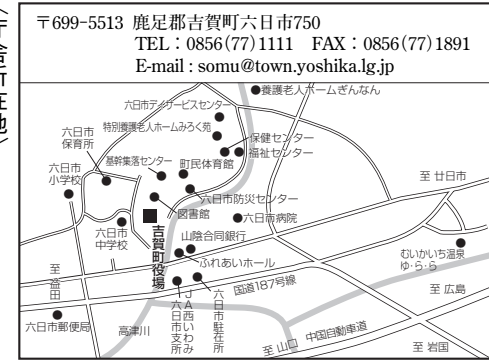 〈庁舎所在地〉
〒699-5513 鹿足郡吉賀町六日市750
TEL：0856(77)1111　FAX：0856(77)1891
E-mail : somu@town.yoshika.lg.jp
養護老人ホームぎんなん
六日市デイサービスセンター
特別養護老人ホームみろく苑
六日市
保育所
保健センター
福祉センター
基幹集落センター
町民体育館
六日市
小学校
至 廿日市
六日市防災センター
図書館
六日市病院
六日市
中学校
吉賀町役場
山陰合同銀行
ふれあいホール
むいかいち温泉
ゆ・ら・ら
至 益田
国道187号線
至 広島
六日市郵便局
高津川
JA西いわみ
六日市支所
六日市駐在所
中国自動車道
至 山口
至 岩国